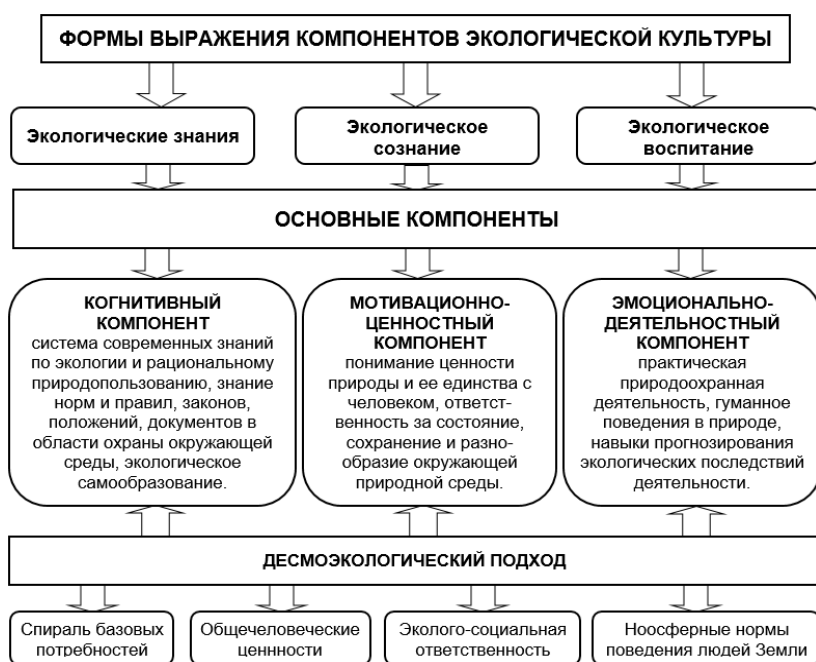 ФОРМЫ ВЫРАЖЕНИЯ КОМПОНЕНТОВ ЭКОЛОГИЧЕСКОЙ КУЛЬТУРЫ
Экологические знания
Экологическое
сознание
Экологическое
воспитание
ОСНОВНЫЕ КОМПОНЕНТЫ
КОГНИТИВНЫЙ
КОМПОНЕНТ
система современных знаний
по экологии и рациональному
природопользованию, знание
норм и правил, законов,
положений, документов в
области охраны окружающей
среды, экологическое
самообразование.
МОТИВАЦИОННО-
ЦЕННОСТНЫЙ
КОМПОНЕНТ
понимание ценности
природы и ее единства с
человеком, ответст-
венность за состояние,
сохранение и разно-
образие окружающей
природной среды.
ЭМОЦИОНАЛЬНО-
ДЕЯТЕЛЬНОСТНЫЙ
КОМПОНЕНТ
практическая
природоохранная
деятельность, гуманное
поведения в природе,
навыки прогнозирования
экологических последствий
деятельности.
ДЕСМОЭКОЛОГИЧЕСКИЙ ПОДХОД
Спираль базовых
потребностей
Общечеловеческие
ценнности
Эколого-социальная
ответственность
Ноосферные нормы
поведения людей Земли